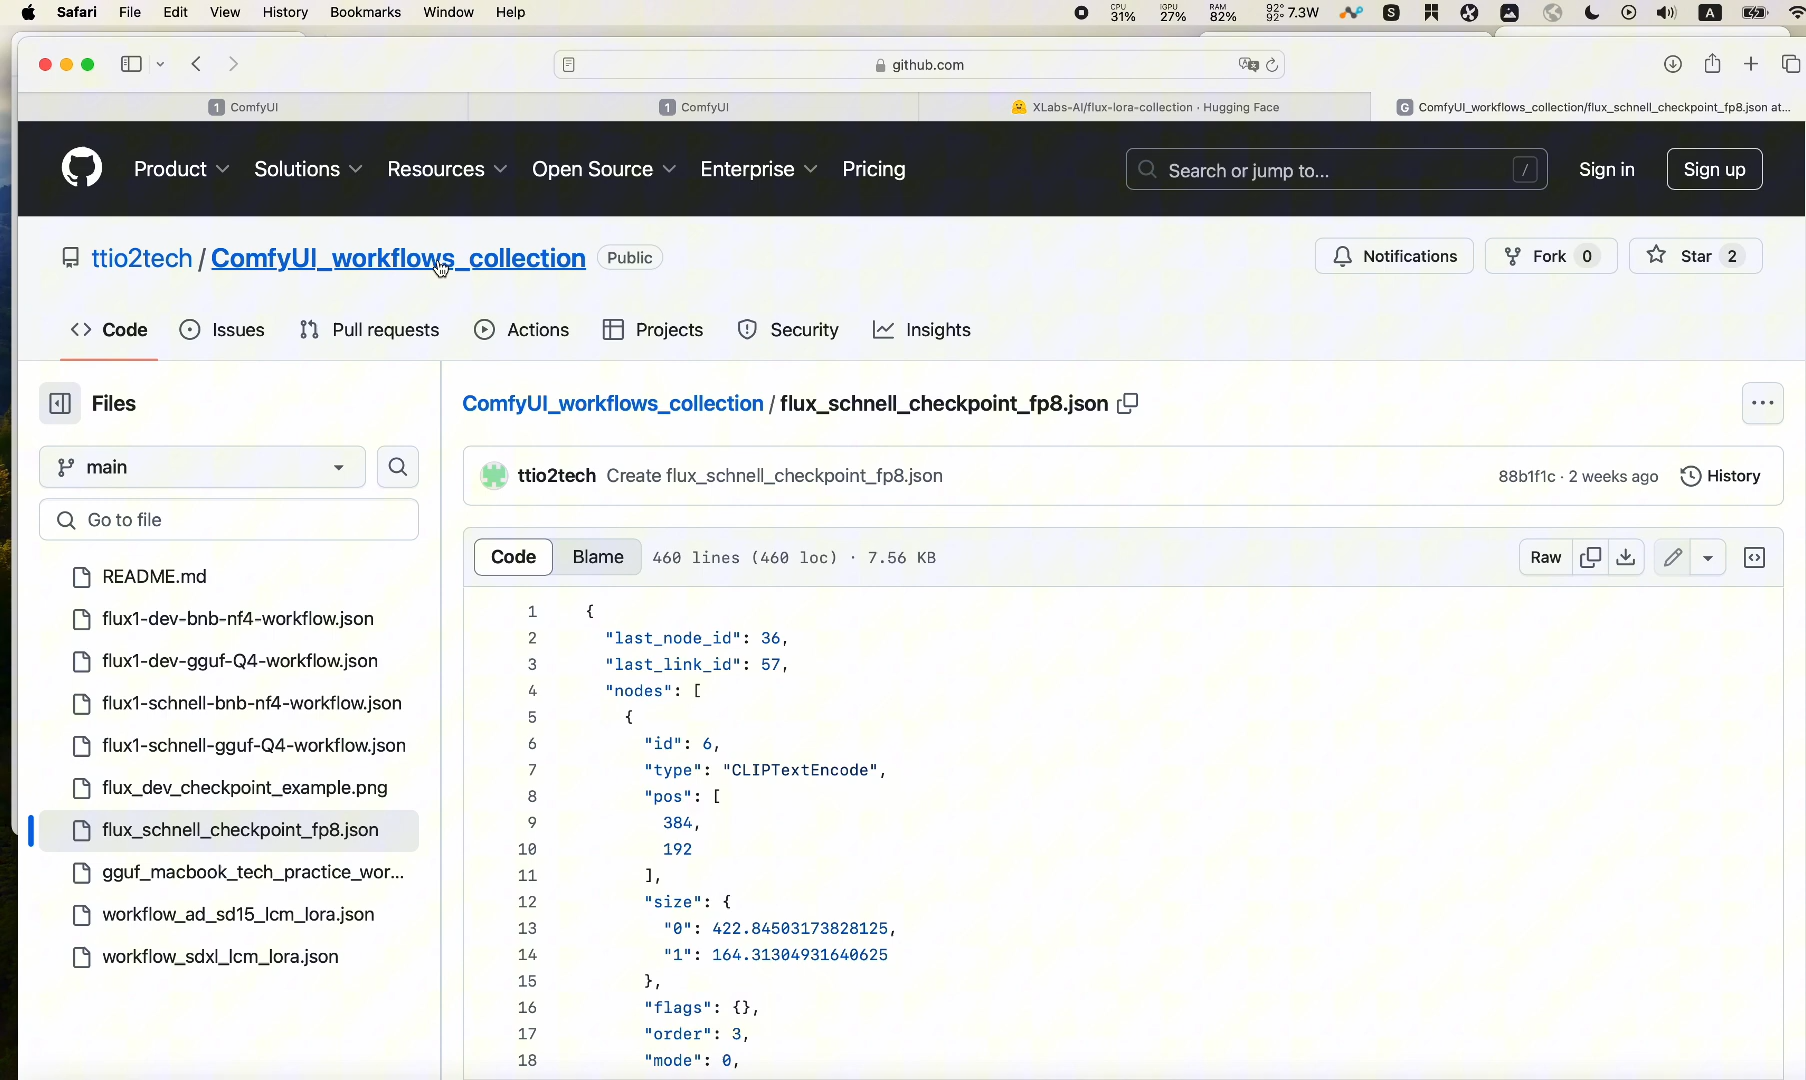 Safari File Edit View History Bookmarks Window Help CPU 31% IGPU 27% RAM 82% 92° 92° 7.3W S A
github.com
1 ComfyUI 1 ComfyUI XLabs-AI/flux-lora-collection · Hugging Face G ComfyUI_workflows_collection/flux_schnell_checkpoint_fp8.json at...
Product Solutions Resources Open Source Enterprise Pricing Search or jump to... / Sign in Sign up
ttio2tech / ComfyUI_workflows_collection Public Notifications Fork 0 Star 2
Code Issues Pull requests Actions Projects Security Insights
Files
main
Go to file
README.md
flux1-dev-bnb-nf4-workflow.json
flux1-dev-gguf-Q4-workflow.json
flux1-schnell-bnb-nf4-workflow.json
flux1-schnell-gguf-Q4-workflow.json
flux_dev_checkpoint_example.png
flux_schnell_checkpoint_fp8.json
gguf_macbook_tech_practice_wor...
workflow_ad_sd15_lcm_lora.json
workflow_sdxl_lcm_lora.json
ComfyUI_workflows_collection / flux_schnell_checkpoint_fp8.json
ttio2tech Create flux_schnell_checkpoint_fp8.json 88b1f1c · 2 weeks ago History
Code Blame 460 lines (460 loc) · 7.56 KB Raw
1 {
2 "last_node_id": 36,
3 "last_link_id": 57,
4 "nodes": [
5 {
6 "id": 6,
7 "type": "CLIPTextEncode",
8 "pos": [
9 384,
10 192
11 ],
12 "size": {
13 "0": 422.84503173828125,
14 "1": 164.31304931640625
15 },
16 "flags": {},
17 "order": 3,
18 "mode": 0,